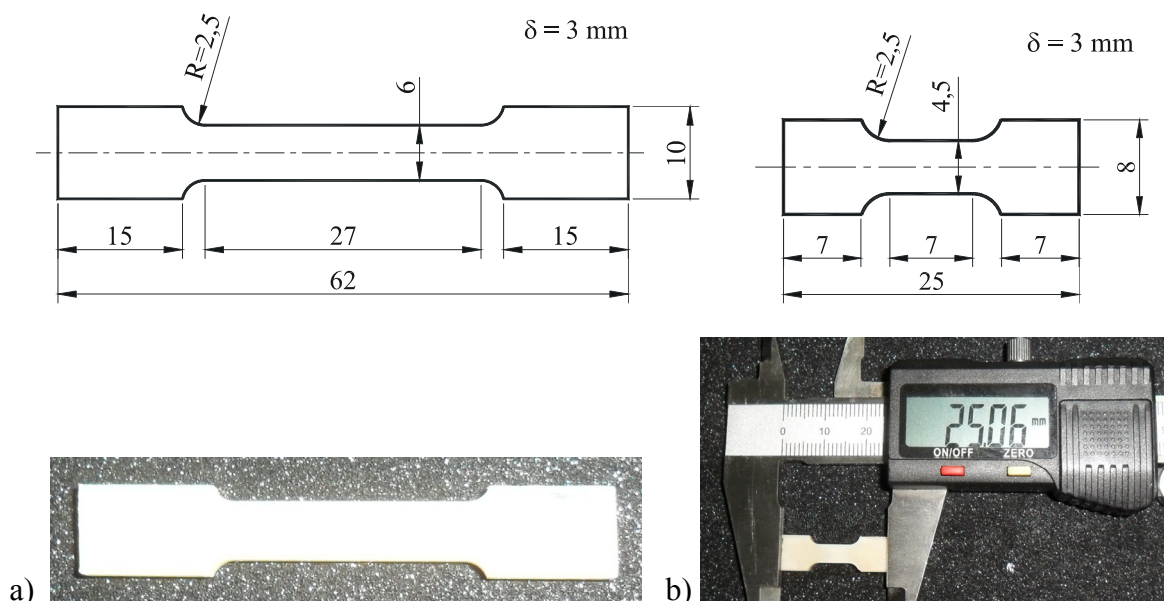 δ = 3 mm
R=2,5
6
10
15
27
15
62
δ = 3 mm
R=2,5
4,5
8
7
7
7
25
a)
b)
0 10 20
25.06 mm
ON/OFF ZERO